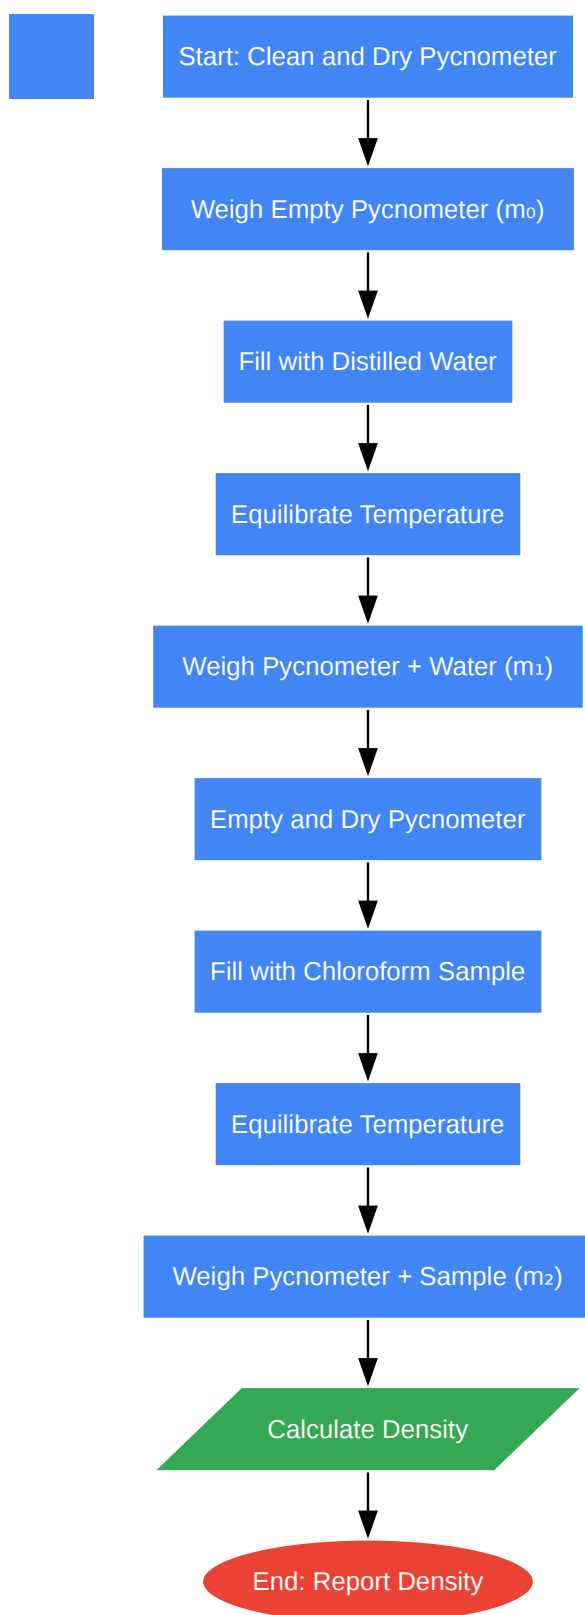 Start: Clean and Dry Pycnometer
Weigh Empty Pycnometer (m₀)
Fill with Distilled Water
Equilibrate Temperature
Weigh Pycnometer + Water (m₁)
Empty and Dry Pycnometer
Fill with Chloroform Sample
Equilibrate Temperature
Weigh Pycnometer + Sample (m₂)
Calculate Density
End: Report Density